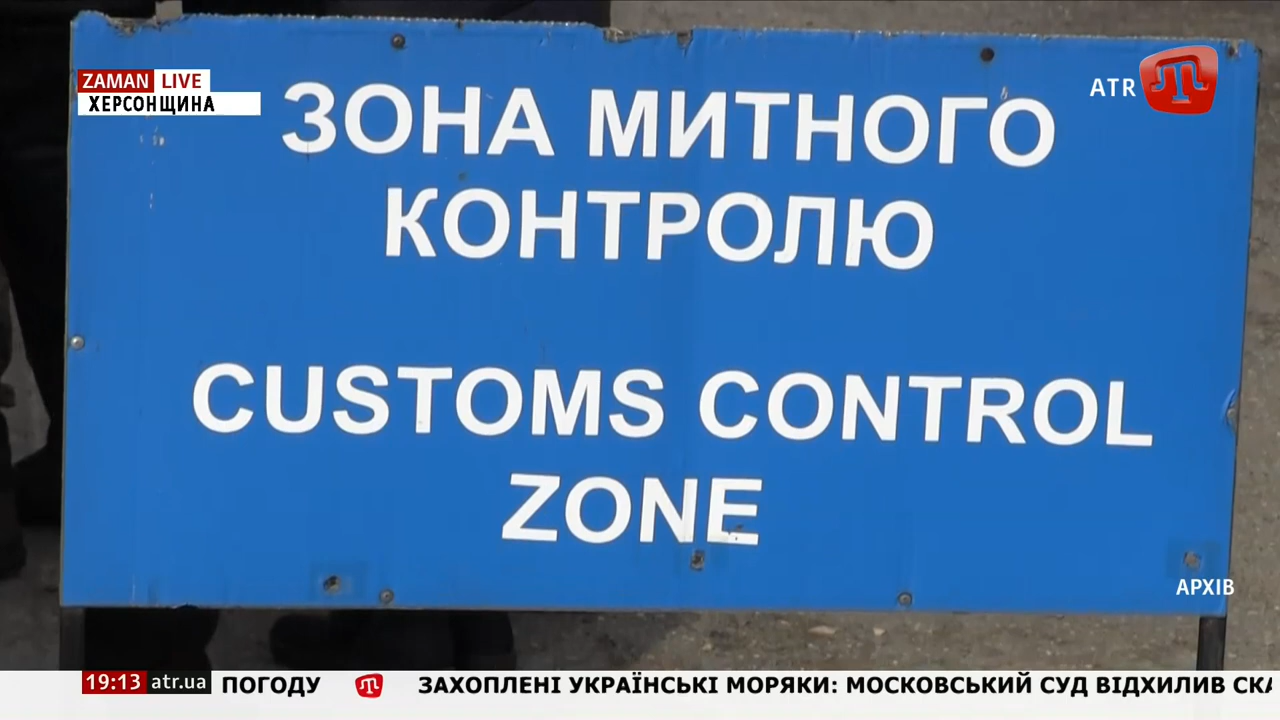 ZAMAN LIVE
ХЕРСОНЩИНА
ATR
ЗОНА МИТНОГО
КОНТРОЛЮ
CUSTOMS CONTROL
ZONE
АРХІВ
19:13 atr.ua ПОГОДУ ЗАХОПЛЕНІ УКРАЇНСЬКІ МОРЯКИ: МОСКОВСЬКИЙ СУД ВІДХИЛИВ